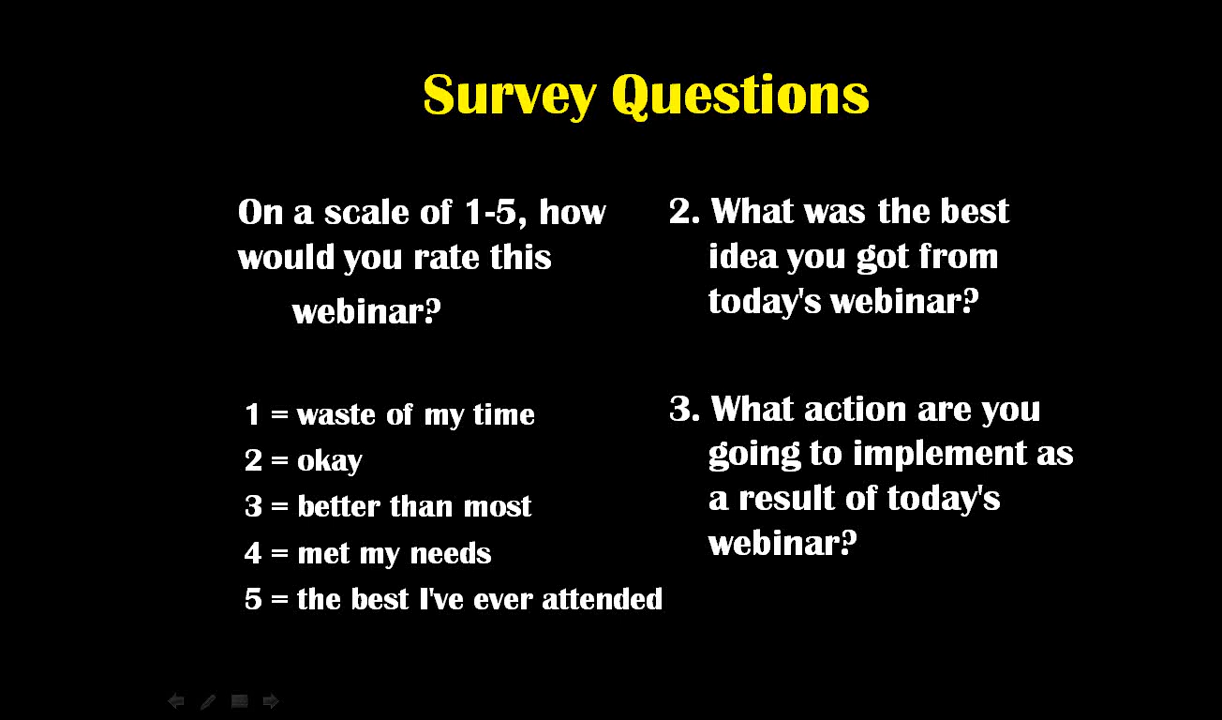 Survey Questions
On a scale of 1-5, how
would you rate this
webinar?
1 = waste of my time
2 = okay
3 = better than most
4 = met my needs
5 = the best I've ever attended
2. What was the best
idea you got from
today's webinar?
3. What action are you
going to implement as
a result of today's
webinar?